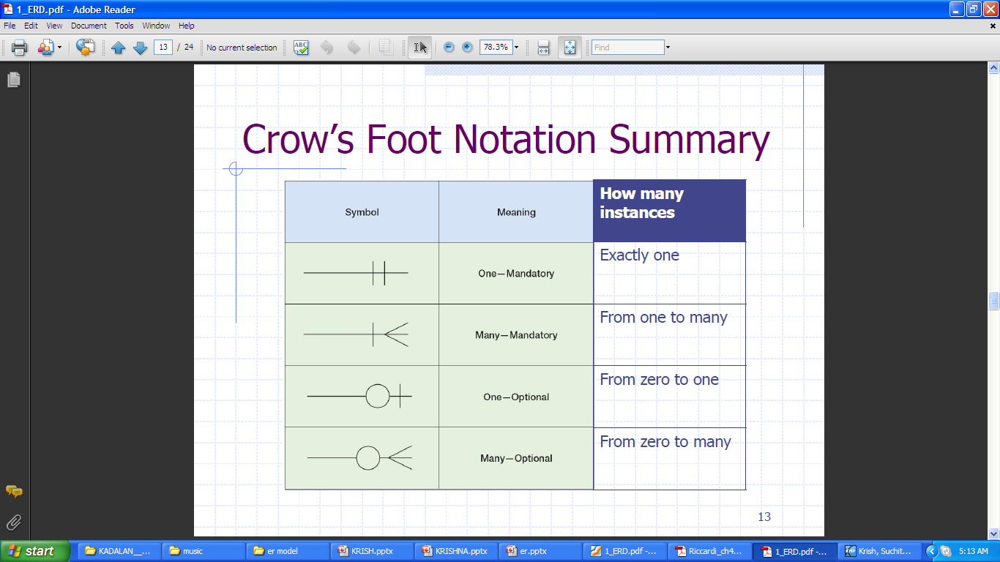 1_ERD.pdf - Adobe Reader
File Edit View Document Tools Window Help
13 / 24 No current selection ABC 78.3% Find
Crow's Foot Notation Summary
Symbol Meaning How many instances
One—Mandatory Exactly one
Many—Mandatory From one to many
One—Optional From zero to one
Many—Optional From zero to many
13
start KADALAN__... music er model KRISH.pptx KRISHNA.pptx er.pptx 1_ERD.pdf -... Riccardi_ch4... 1_ERD.pdf -... Krish, Suchit... 5:13 AM